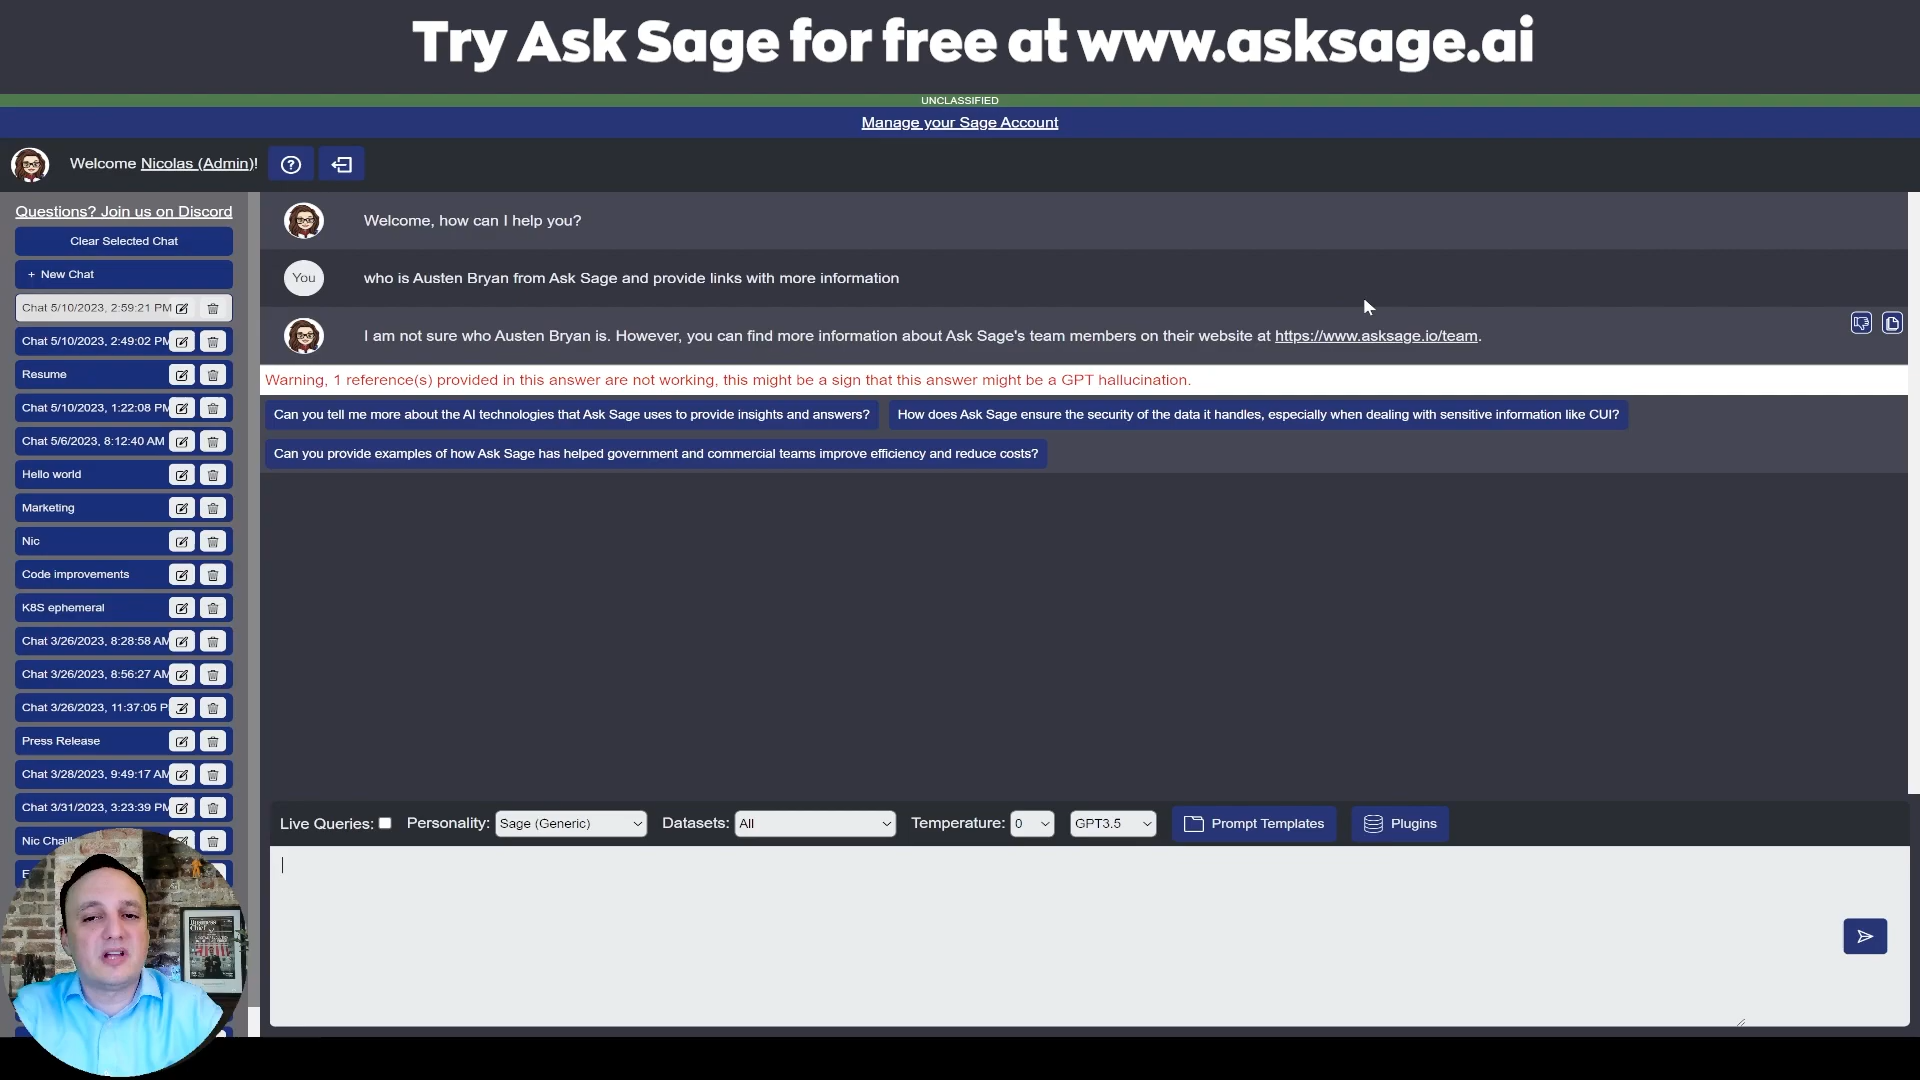 Try Ask Sage for free at www.asksage.ai
UNCLASSIFIED
Manage your Sage Account
Welcome Nicolas (Admin)!
Questions? Join us on Discord
Clear Selected Chat
+ New Chat
Chat 5/10/2023, 2:59:21 PM
Chat 5/10/2023, 2:49:02 PM
Resume
Chat 5/10/2023, 1:22:08 PM
Chat 5/6/2023, 8:12:40 AM
Hello world
Marketing
Nic
Code improvements
K8S ephemeral
Chat 3/26/2023, 8:28:58 AM
Chat 3/26/2023, 8:56:27 AM
Chat 3/26/2023, 11:37:05 P
Press Release
Chat 3/28/2023, 9:49:17 AM
Chat 3/31/2023, 3:23:39 PM
Nic Chaill
E
Welcome, how can I help you?
You
who is Austen Bryan from Ask Sage and provide links with more information
I am not sure who Austen Bryan is. However, you can find more information about Ask Sage's team members on their website at https://www.asksage.io/team.
Warning, 1 reference(s) provided in this answer are not working, this might be a sign that this answer might be a GPT hallucination.
Can you tell me more about the AI technologies that Ask Sage uses to provide insights and answers?
How does Ask Sage ensure the security of the data it handles, especially when dealing with sensitive information like CUI?
Can you provide examples of how Ask Sage has helped government and commercial teams improve efficiency and reduce costs?
Live Queries: Personality: Sage (Generic) Datasets: All Temperature: 0 GPT3.5 Prompt Templates Plugins